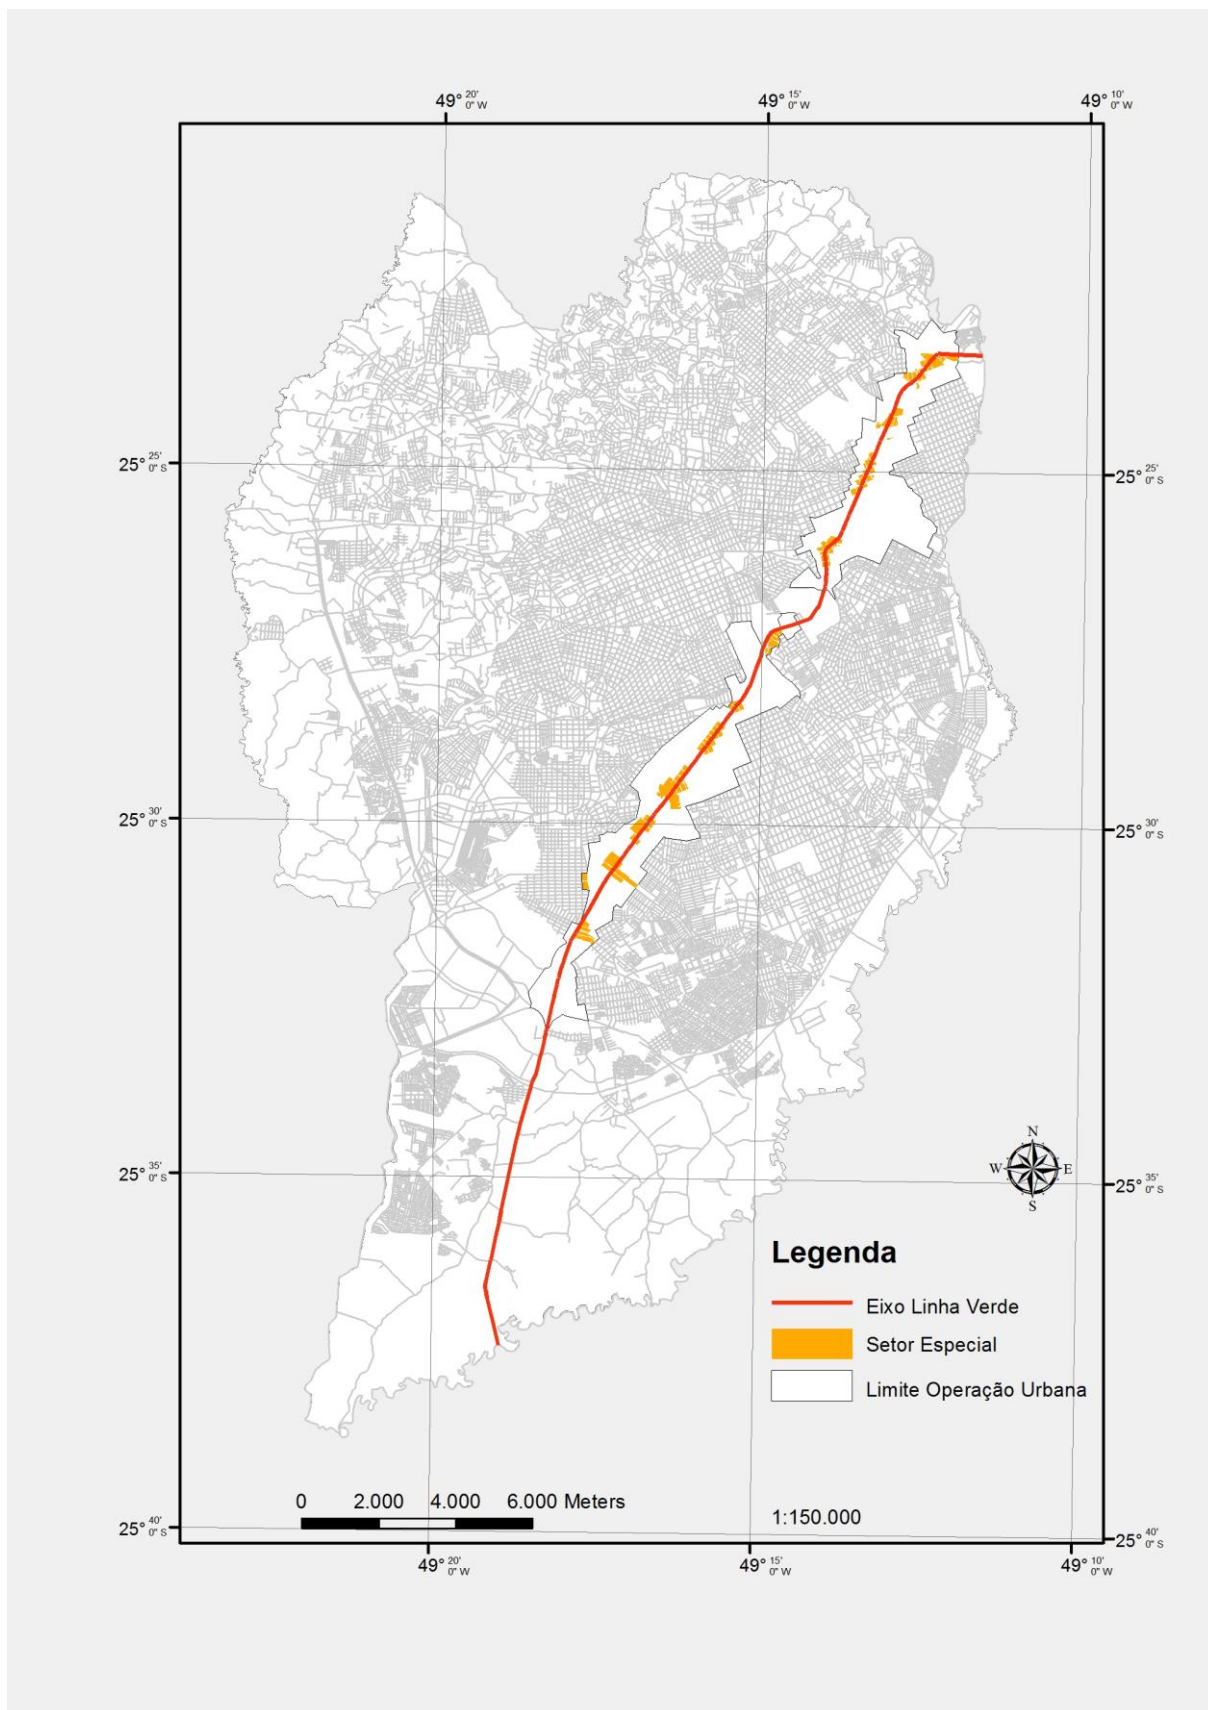 49° 20' 0" W
49° 15' 0" W
49° 10' 0" W
25° 25' 0" S
25° 25' 0" S
25° 30' 0" S
25° 30' 0" S
25° 35' 0" S
25° 35' 0" S
N
W E
S
Legenda
Eixo Linha Verde
Setor Especial
Limite Operação Urbana
0 2.000 4.000 6.000 Meters
1:150.000
25° 40' 0" S
25° 40' 0" S
49° 20' 0" W
49° 15' 0" W
49° 10' 0" W